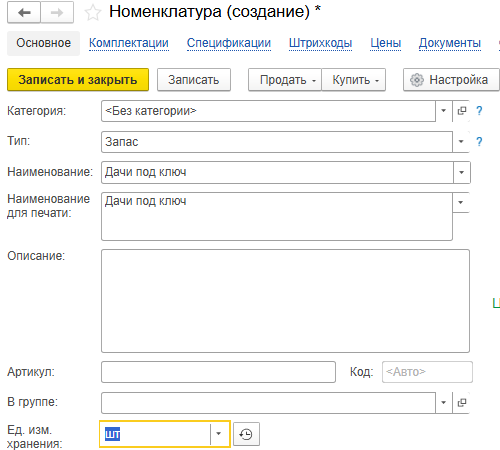 Номенклатура (создание) *
Основное Комплектации Спецификации Штрихкоды Цены Документы
Записать и закрыть Записать Продать Купить Настройка
Категория: <Без категории> ?
Тип: Запас ?
Наименование: Дачи под ключ
Наименование для печати: Дачи под ключ
Описание:
Артикул: Код: <Авто>
В группе:
Ед. изм. хранения: шт